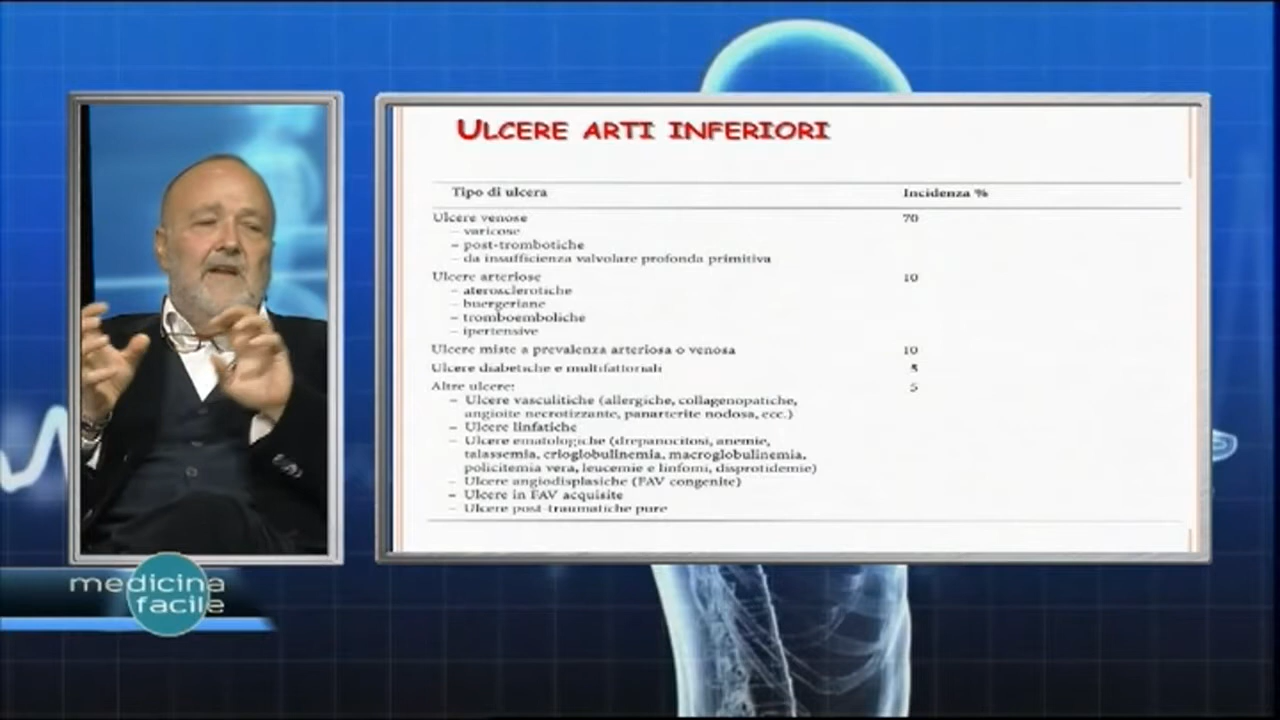 ULCERE ARTI INFERIORI
Tipo di ulcera Incidenza %
Ulcere venose 70
– varicose
– post-trombotiche
– da insufficienza valvolare profonda primitiva
Ulcere arteriose 10
– aterosclerotiche
– buergeriane
– tromboemboliche
– ipertensive
Ulcere miste a prevalenza arteriosa o venosa 10
Ulcere diabetiche e multifattoriali 5
Altre ulcere: 5
– Ulcere vasculitiche (allergiche, collagenopatiche,
angioite necrotizzante, panarterite nodosa, ecc.)
– Ulcere linfatiche
– Ulcere ematologiche (drepanocitosi, anemie,
talassemia, crioglobulinemia, macroglobulinemia,
policitemia vera, leucemie e linfomi, disprotidemie)
– Ulcere angiodisplasiche (FAV congenite)
– Ulcere in FAV acquisite
– Ulcere post-traumatiche pure
medicina
facile